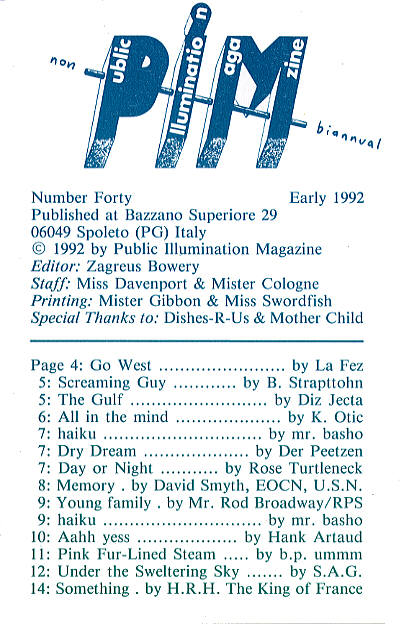 non Public Illumination Magazine biannual
PiM
Number Forty Early 1992
Published at Bazzano Superiore 29
06049 Spoleto (PG) Italy
© 1992 by Public Illumination Magazine
Editor: Zagreus Bowery
Staff: Miss Davenport & Mister Cologne
Printing: Mister Gibbon & Miss Swordfish
Special Thanks to: Dishes-R-Us & Mother Child
Page 4: Go West ........................ by La Fez
5: Screaming Guy ............ by B. Strapttohn
5: The Gulf .......................... by Diz Jecta
6: All in the mind .................... by K. Otic
7: haiku .............................. by mr. basho
7: Dry Dream ..................... by Der Peetzen
7: Day or Night ........... by Rose Turtleneck
8: Memory . by David Smyth, EOCN, U.S.N.
9: Young family . by Mr. Rod Broadway/RPS
9: haiku .............................. by mr. basho
10: Aahh yess .................... by Hank Artaud
11: Pink Fur-Lined Steam ..... by b.p. ummm
12: Under the Sweltering Sky ....... by S.A.G.
14: Something . by H.R.H. The King of France